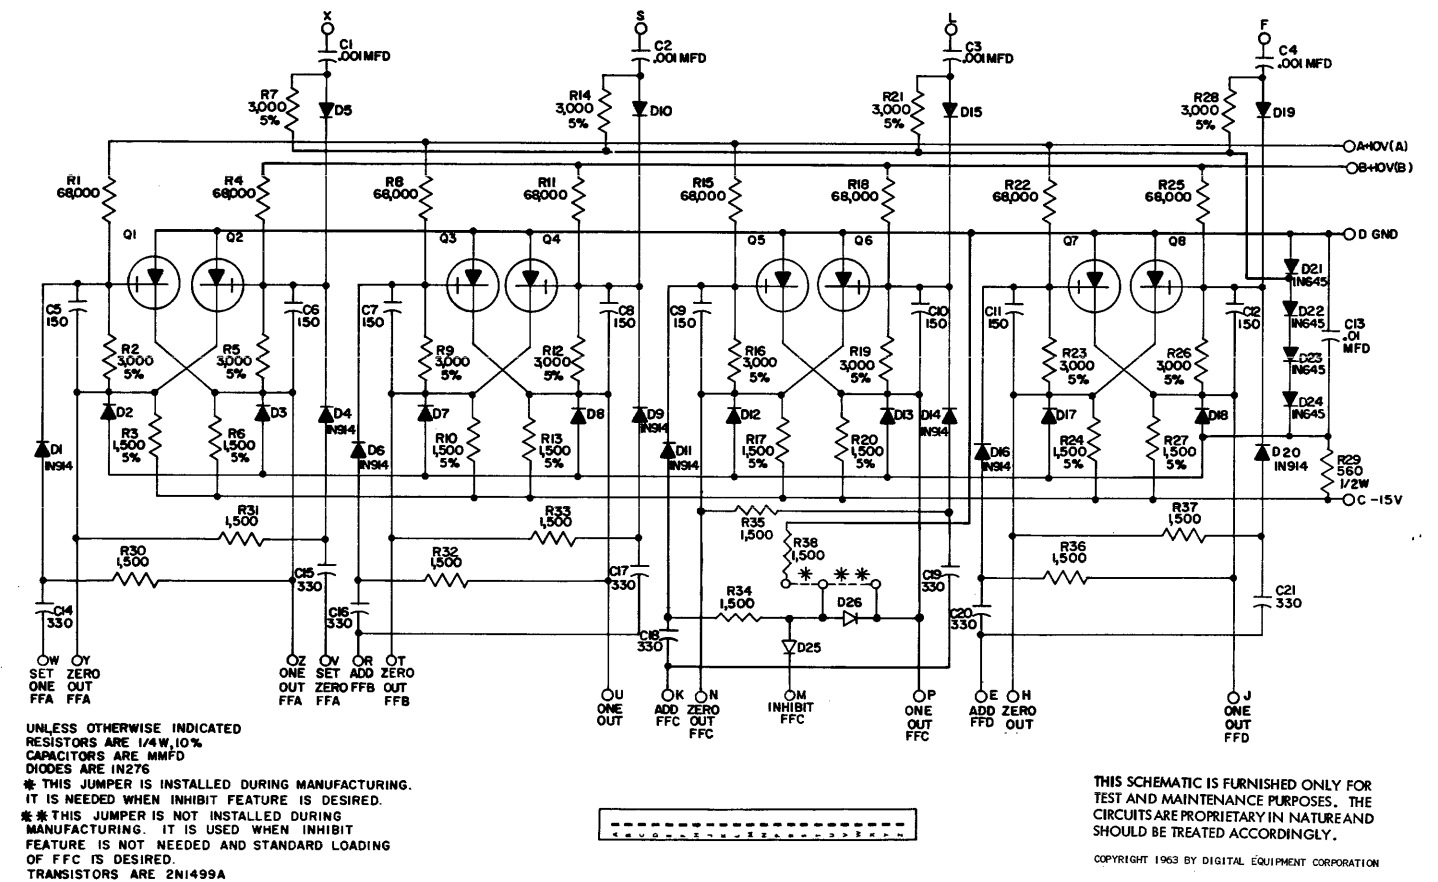 X
S
L
F
C1
.001MFD
C2
.001MFD
C3
.001MFD
C4
.001MFD
R7
3,000
5%
D5
R14
3,000
5%
D10
R21
3,000
5%
D15
R28
3,000
5%
D19
A+10V(A)
B+10V(B)
R1
68,000
R4
68,000
R8
68,000
R11
68,000
R15
68,000
R18
68,000
R22
68,000
R25
68,000
Q1
Q2
Q3
Q4
Q5
Q6
Q7
Q8
D GND
D21
IN645
C5
150
C6
150
C7
150
C8
150
C9
150
C10
150
C11
150
C12
150
D22
IN645
C13
.01
MFD
R2
3,000
5%
R5
3,000
5%
R9
3,000
5%
R12
3,000
5%
R16
3,000
5%
R19
3,000
5%
R23
3,000
5%
R26
3,000
5%
D23
IN645
D24
IN645
D2
D3
D4
IN914
D7
D8
D9
IN914
D12
D13
D14
IN914
D17
D18
D1
IN914
R3
1,500
5%
R6
1,500
5%
D6
IN914
R10
1,500
5%
R13
1,500
5%
D11
IN914
R17
1,500
5%
R20
1,500
5%
D16
IN914
R24
1,500
5%
R27
1,500
5%
D20
IN914
R29
560
1/2W
C -15V
R31
1,500
R33
1,500
R35
1,500
R37
1,500
R38
1,500
R30
1,500
R32
1,500
R36
1,500
* **
C15
330
C17
330
C19
330
C21
330
R34
1,500
D26
C14
330
C16
330
C18
330
C20
330
D25
W
SET
ONE
FFA
Y
ZERO
OUT
FFA
Z
ONE
OUT
FFA
V
SET
ZERO
FFA
R
ADD
FFB
T
ZERO
OUT
FFB
U
ONE
OUT
K
ADD
FFC
N
ZERO
OUT
FFC
M
INHIBIT
FFC
P
ONE
OUT
FFC
E
ADD
FFD
H
ZERO
OUT
J
ONE
OUT
FFD
UNLESS OTHERWISE INDICATED
RESISTORS ARE 1/4W,10%
CAPACITORS ARE MMFD
DIODES ARE IN276
* THIS JUMPER IS INSTALLED DURING MANUFACTURING.
IT IS NEEDED WHEN INHIBIT FEATURE IS DESIRED.
** THIS JUMPER IS NOT INSTALLED DURING
MANUFACTURING. IT IS USED WHEN INHIBIT
FEATURE IS NOT NEEDED AND STANDARD LOADING
OF FFC IS DESIRED.
TRANSISTORS ARE 2N1499A
A B C D E F H J K L M N P R S T U V W X Y Z
THIS SCHEMATIC IS FURNISHED ONLY FOR
TEST AND MAINTENANCE PURPOSES. THE
CIRCUITS ARE PROPRIETARY IN NATURE AND
SHOULD BE TREATED ACCORDINGLY.
COPYRIGHT 1963 BY DIGITAL EQUIPMENT CORPORATION